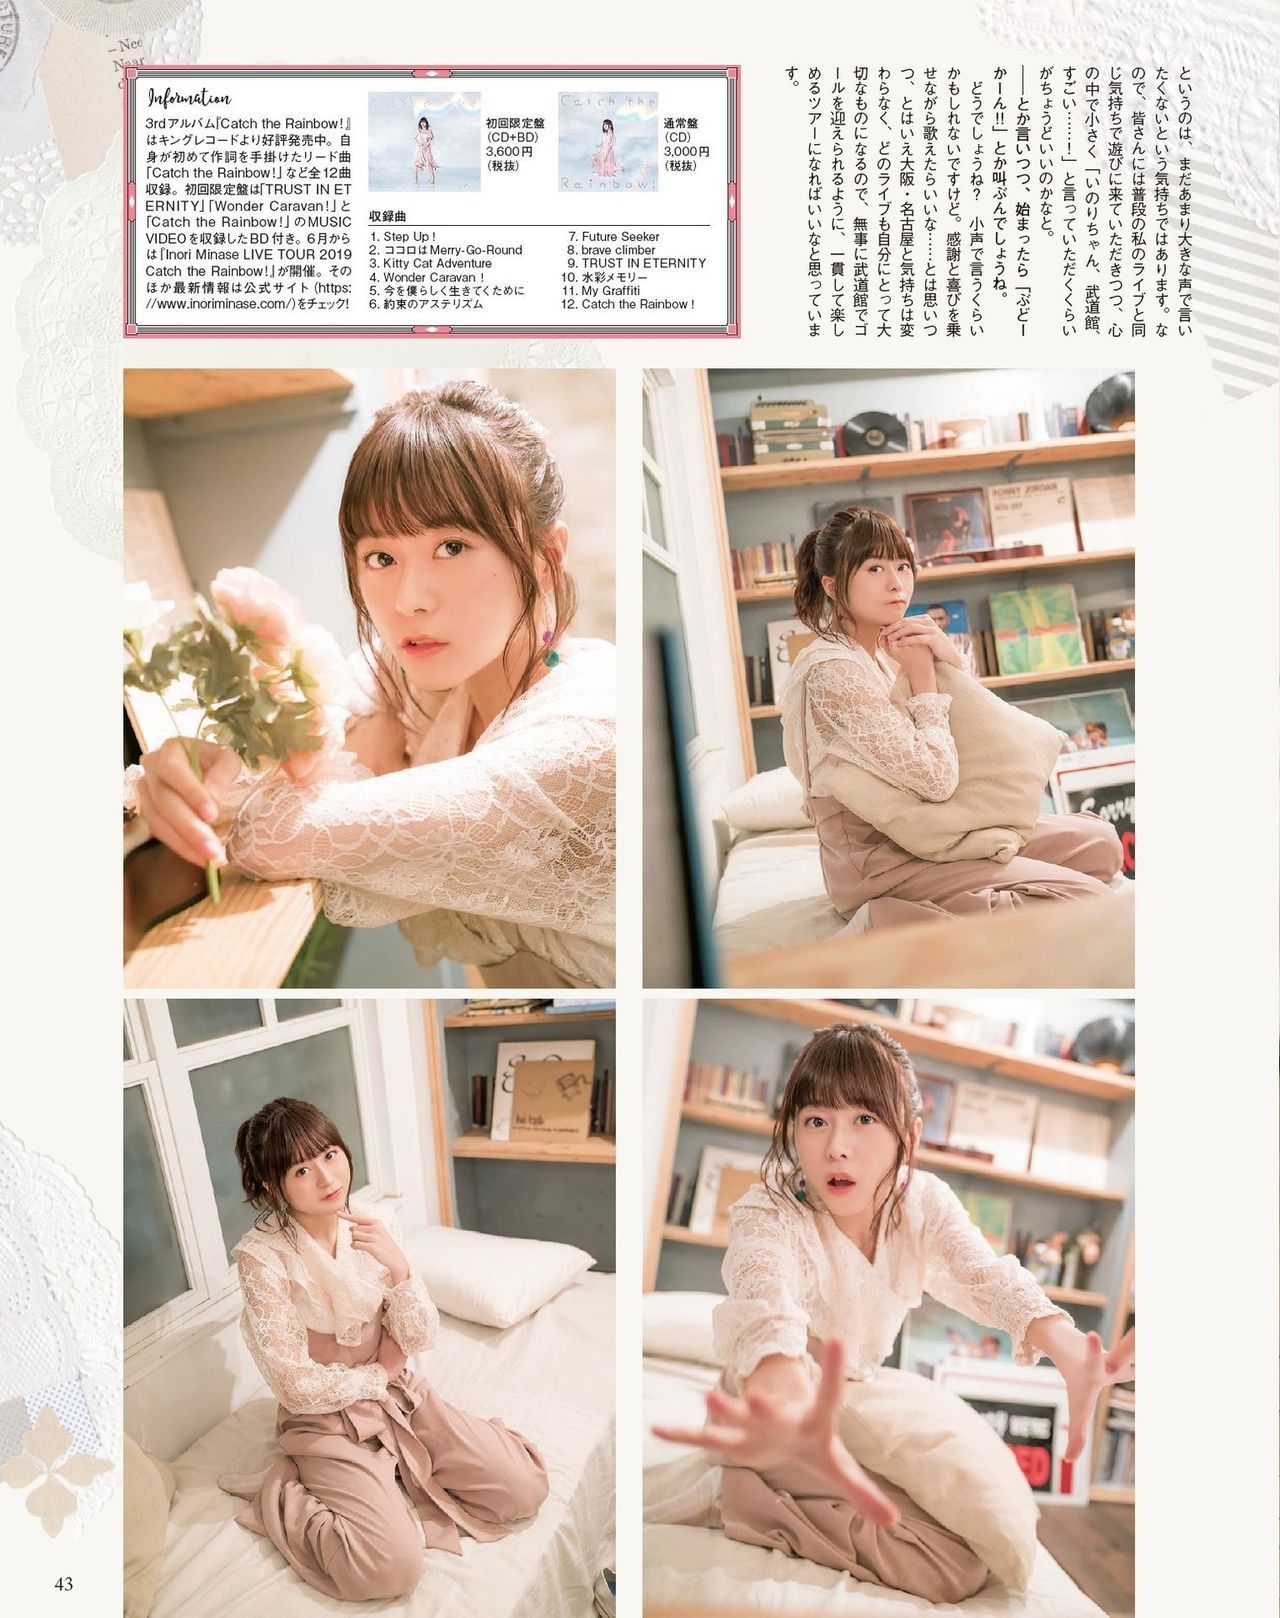 Information
3rdアルバム『Catch the Rainbow!』
はキングレコードより好評発売中。自
身が初めて作詞を手掛けたリード曲
「Catch the Rainbow!」など全12曲
収録。初回限定盤は「TRUST IN ET
ERNITY」「Wonder Caravan!」と
「Catch the Rainbow!」のMUSIC
VIDEOを収録したBD付き。6月から
は『Inori Minase LIVE TOUR 2019
Catch the Rainbow!』が開催。その
ほか最新情報は公式サイト(https:
//www.inoriminase.com/)をチェック!
初回限定盤
(CD+BD)
3,600円
(税抜)
Catch the
Rainbow!
通常盤
(CD)
3,000円
(税抜)
収録曲
1. Step Up !
2. ココロはMerry-Go-Round
3. Kitty Cat Adventure
4. Wonder Caravan !
5. 今を僕らしく生きてくために
6. 約束のアステリズム
7. Future Seeker
8. brave climber
9. TRUST IN ETERNITY
10. 水彩メモリー
11. My Graffiti
12. Catch the Rainbow !
というのは、まだあまり大きな声で言い
たくないという気持ちではあります。な
ので、皆さんには普段の私のライブと同
じ気持ちで遊びに来ていただきつつ、心
の中で小さく「いのりちゃん、武道館、
すごい……!」と言っていただくくらい
がちょうどいいのかなと。
――とか言いつつ、始まったら「ぶどー
かーん!!」とか叫ぶんでしょうね。
どうでしょうね? 小声で言うくらい
かもしれないですけど。感謝と喜びを乗
せながら歌えたらいいな……とは思いつ
つ、とはいえ大阪、名古屋と気持ちは変
わらなく、どのライブも自分にとって大
切なものになるので、無事に武道館でゴ
ールを迎えられるように、一貫して楽し
めるツアーになればいいなと思っていま
す。
RONNY JORDAN
Sorry
43